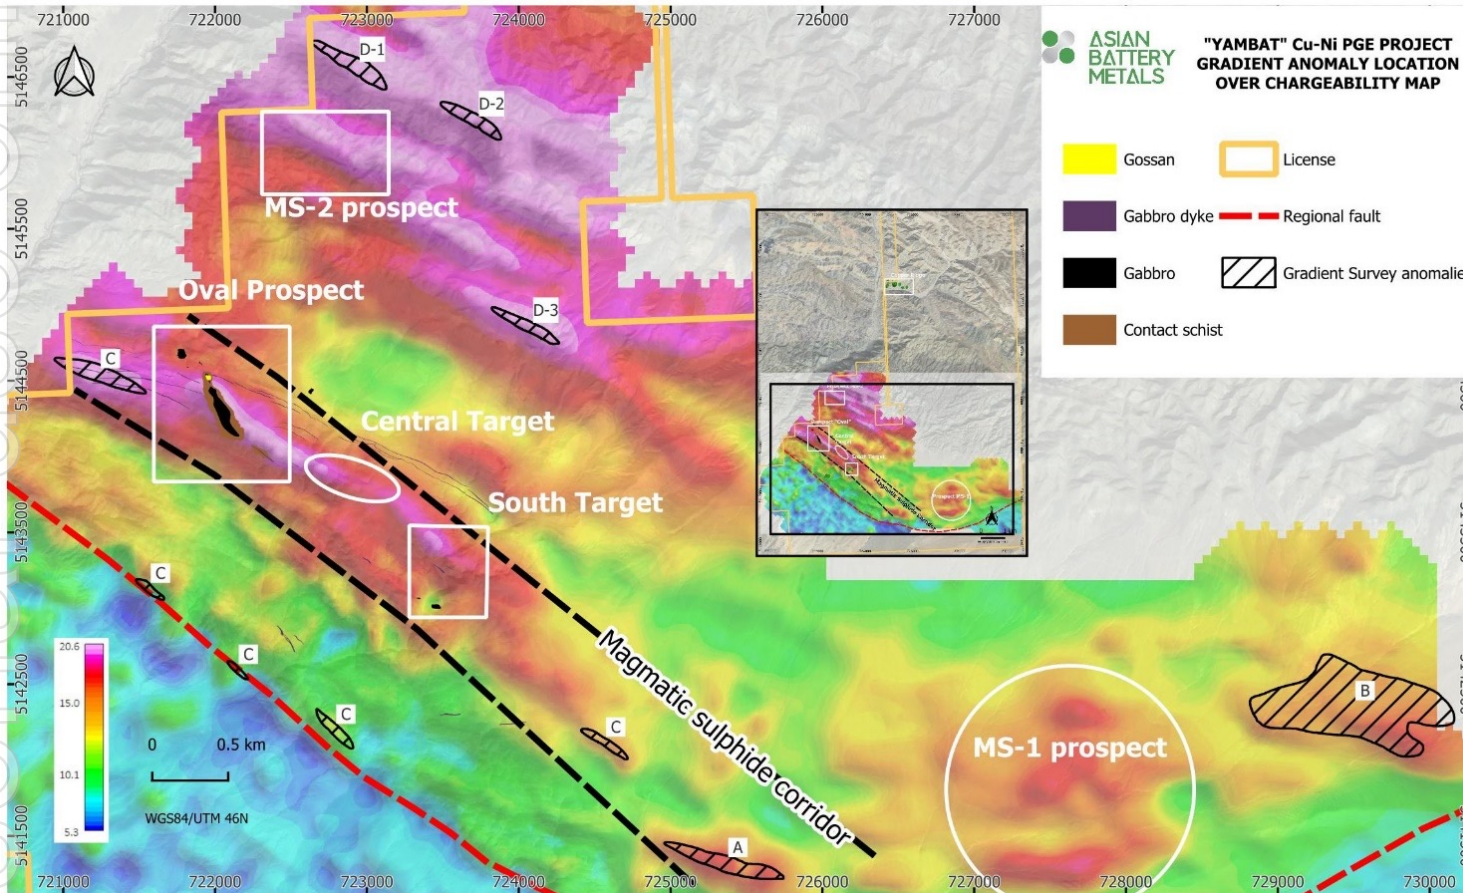 721000 722000 723000 724000 725000 726000 727000
ASIAN
BATTERY
METALS
"YAMBAT" Cu-Ni PGE PROJECT
GRADIENT ANOMALY LOCATION
OVER CHARGEABILITY MAP
Gossan
License
Gabbro dyke
Regional fault
Gabbro
Gradient Survey anomalie
Contact schist
5146500
D-1
D-2
MS-2 prospect
5145500
Oval Prospect
D-3
C
5144500
Central Target
South Target
5143500
C
C
C
C
Magmatic sulphide corridor
MS-1 prospect
B
5142500
20.6
15.0
10.1
5.3
0 0.5 km
WGS84/UTM 46N
5141500
A
721000 722000 723000 724000 725000 726000 727000 728000 729000 730000